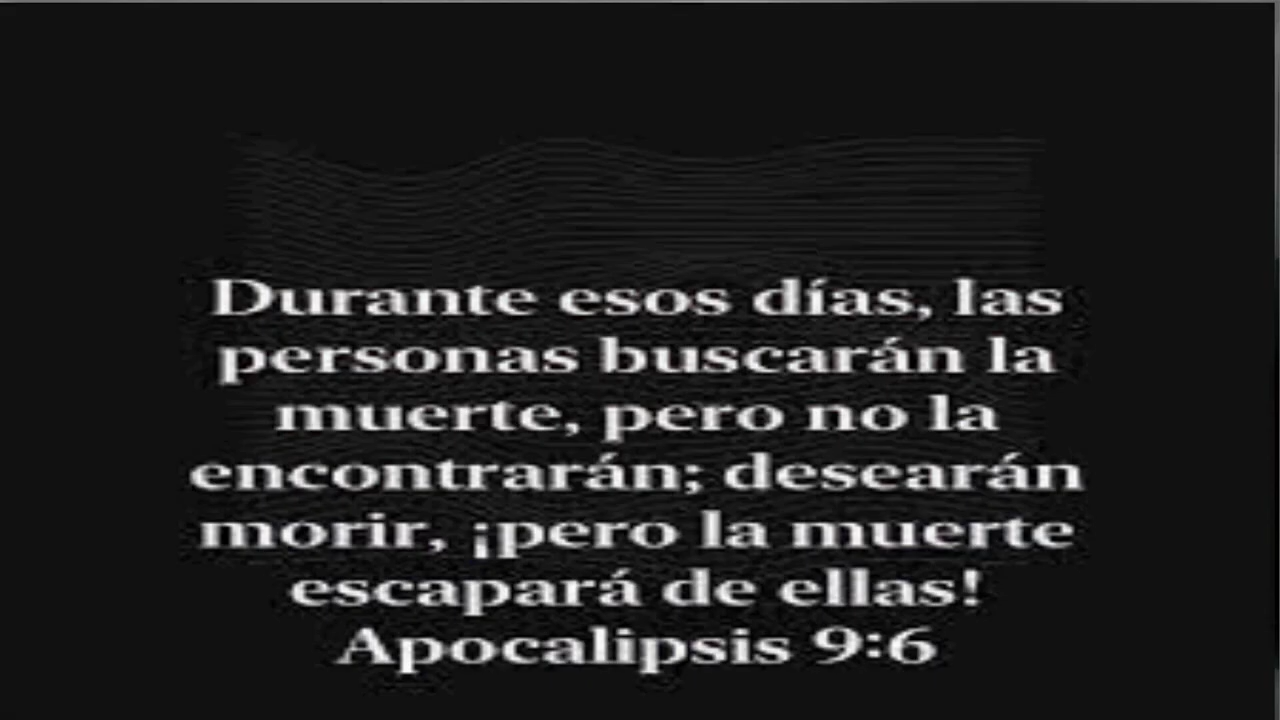 Durante esos días, las
personas buscarán la
muerte, pero no la
encontrarán; desearán
morir, ¡pero la muerte
escapará de ellas!
Apocalipsis 9:6